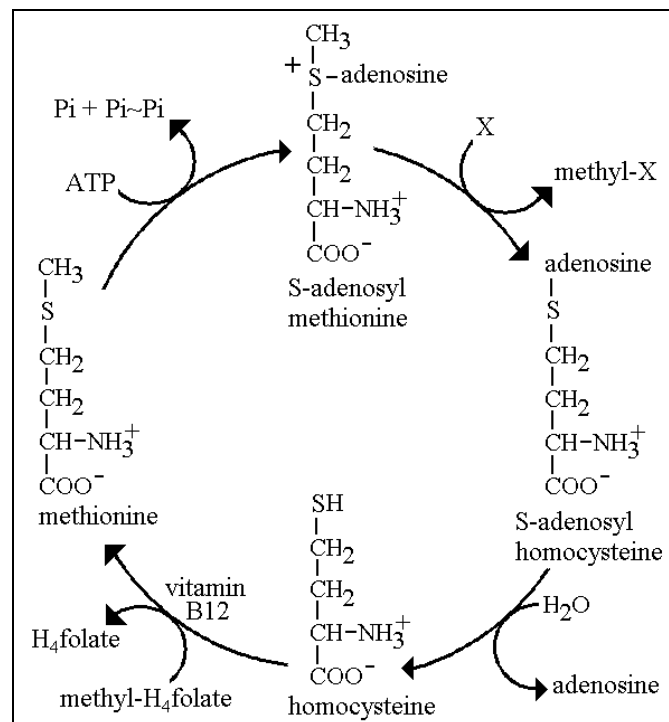 CH3
+
S-adenosine
CH2
CH2
CH-NH3+
COO-
S-adenosyl
methionine
Pi + Pi~Pi
ATP
X
methyl-X
CH3
S
CH2
CH2
CH-NH3+
COO-
methionine
adenosine
S
CH2
CH2
CH-NH3+
COO-
S-adenosyl
homocysteine
SH
CH2
CH2
CH-NH3+
COO-
homocysteine
vitamin
B12
H4folate
methyl-H4folate
H2O
adenosine